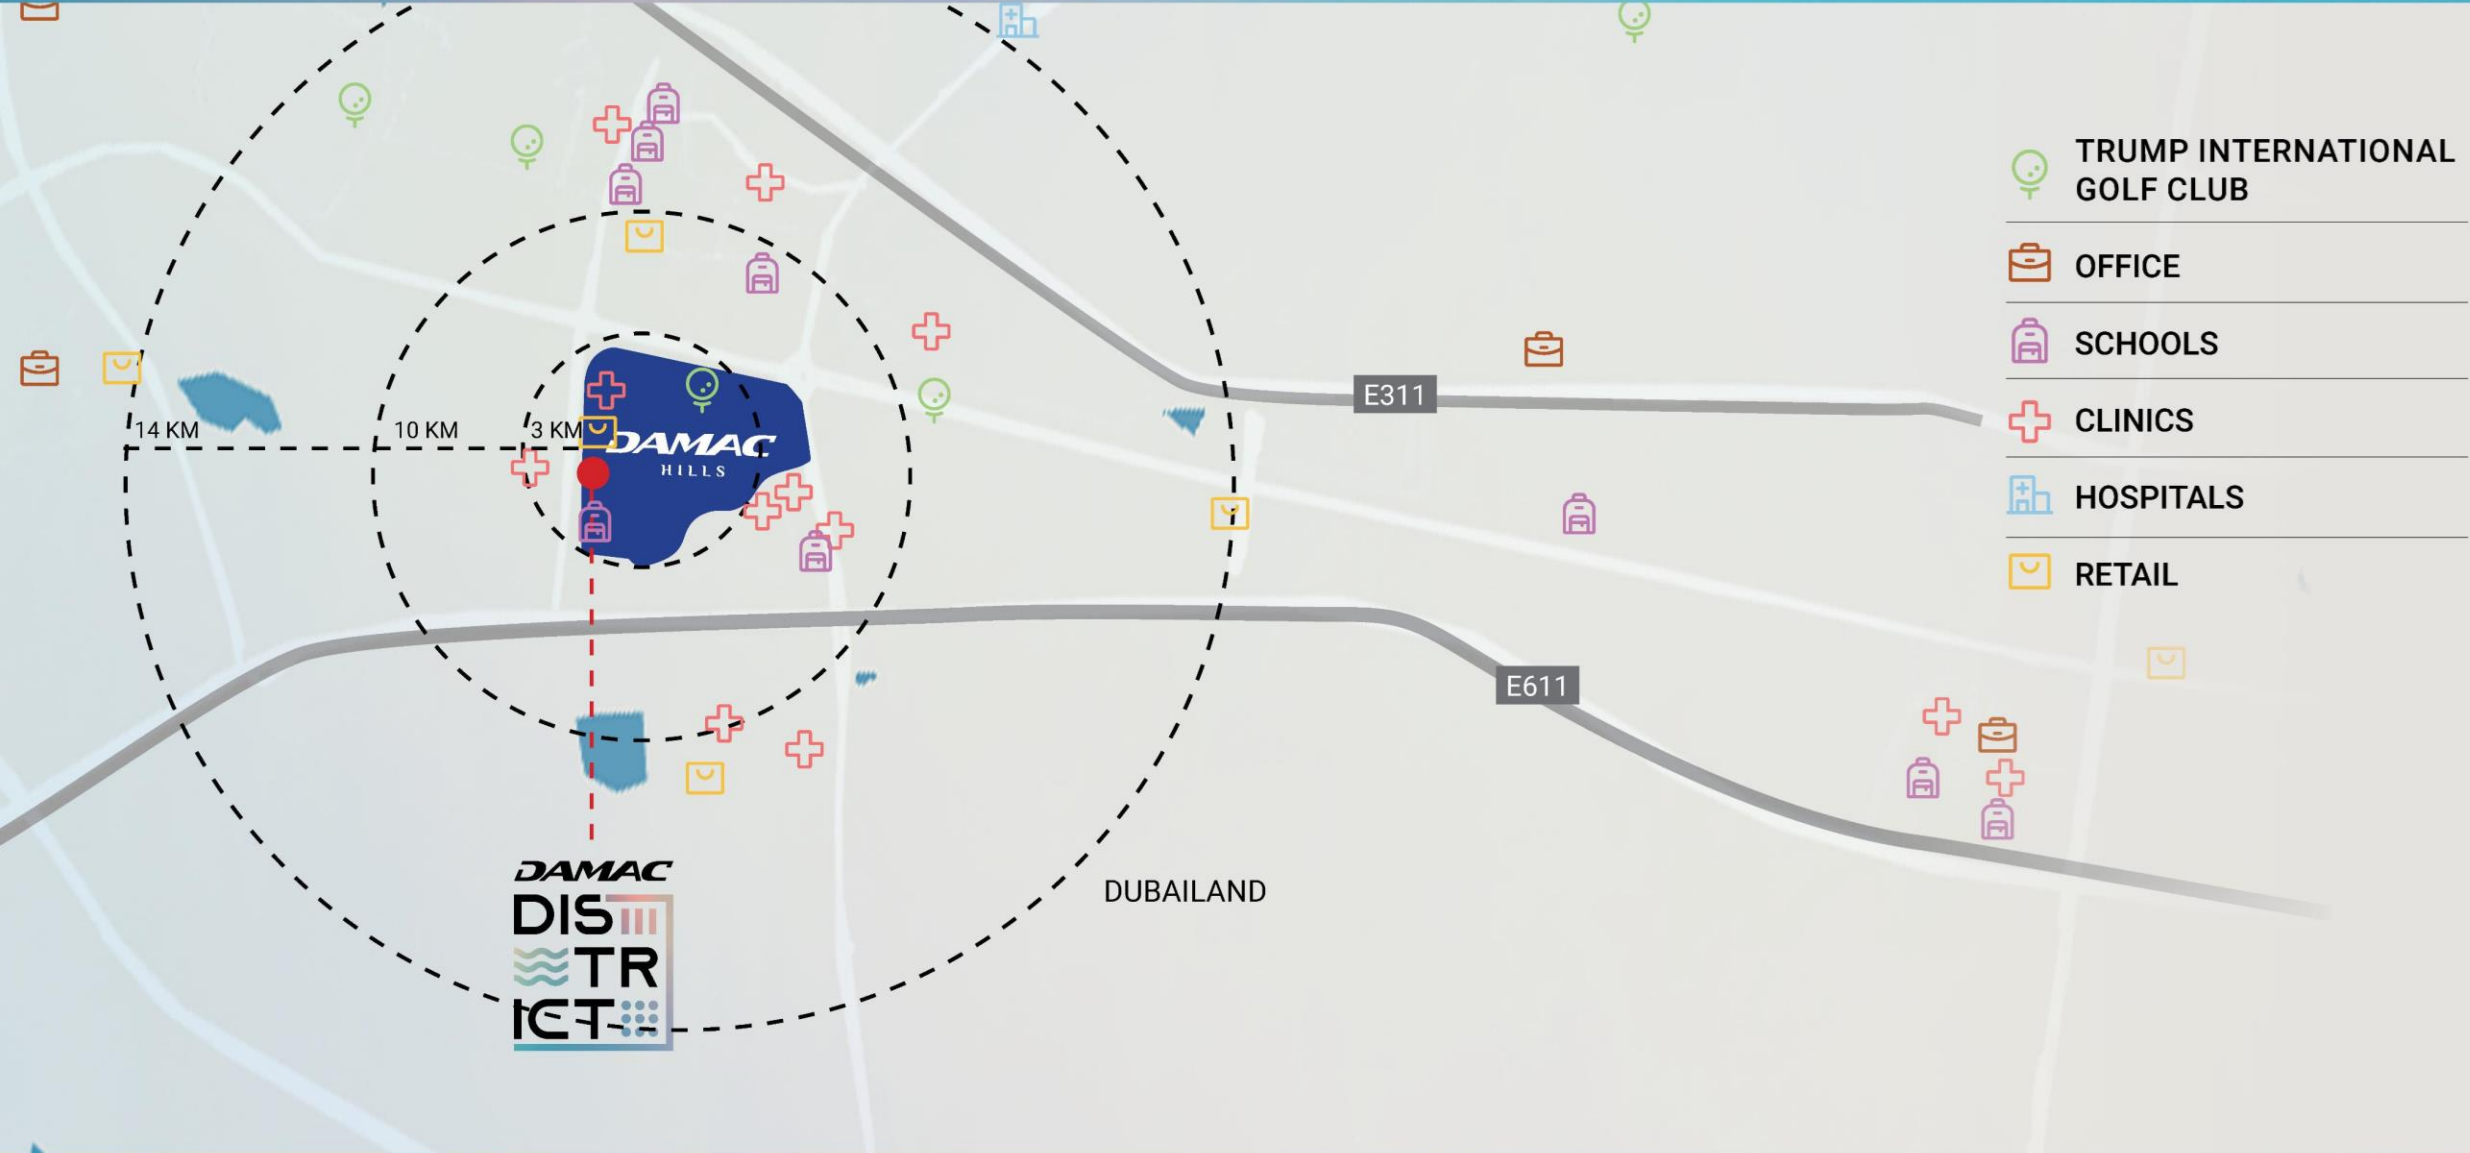 TRUMP INTERNATIONAL
GOLF CLUB
OFFICE
SCHOOLS
CLINICS
HOSPITALS
RETAIL
E311
14 KM
10 KM
3 KM
DAMAC
HILLS
E611
DAMAC
DIS
TR
ICT
DUBAILAND